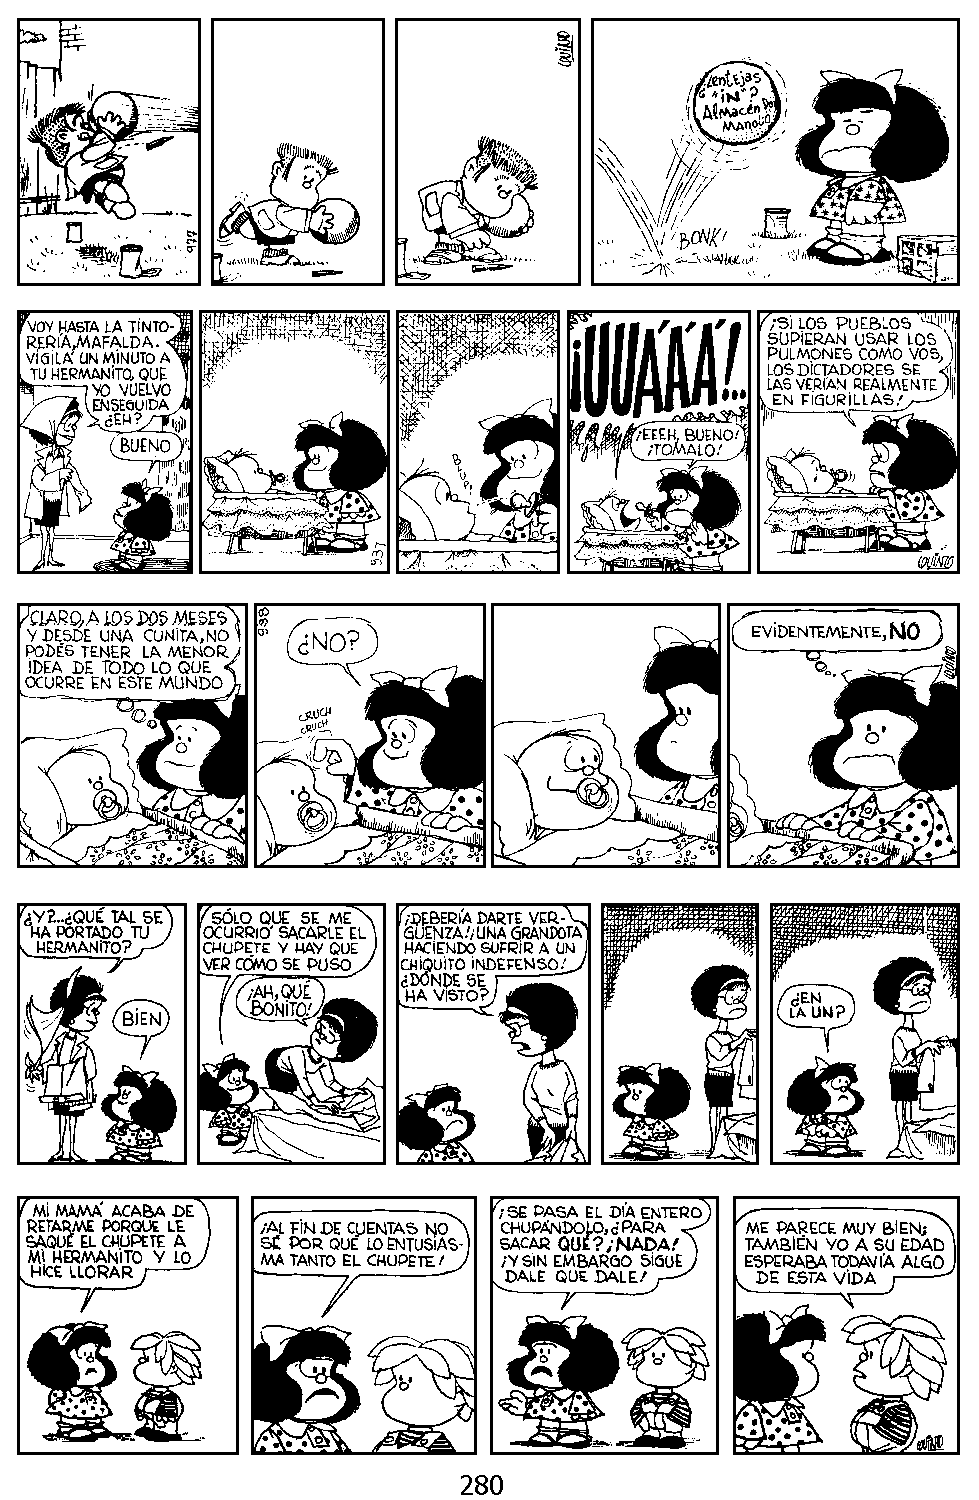 977
QUINO
¿Lentejas
"iN"?
Almacén Don
MANOLO
BONK!
VOY HASTA LA TINTO-
RERÍA, MAFALDA.
VIGILÁ UN MINUTO A
TU HERMANITO, QUE
YO VUELVO
ENSEGUIDA
¿EH?
BUENO
937
¡UUUÁÁÁ!..
¡EEEH, BUENO!
¡TOMALO!
¡SI LOS PUEBLOS
SUPIERAN USAR LOS
PULMONES COMO VOS,
LOS DICTADORES SE
LAS VERÍAN REALMENTE
EN FIGURILLAS!
QUINO
CLARO, A LOS DOS MESES
Y DESDE UNA CUNITA, NO
PODÉS TENER LA MENOR
IDEA DE TODO LO QUE
OCURRE EN ESTE MUNDO
938
¿NO?
CRUCH
CRUCH
EVIDENTEMENTE, NO
QUINO
¿Y?...¿QUÉ TAL SE
HA PORTADO TU
HERMANITO?
BIEN
SÓLO QUE SE ME
OCURRIÓ SACARLE EL
CHUPETE Y HAY QUE
VER CÓMO SE PUSO
¡AH, QUÉ
BONITO!
¡DEBERÍA DARTE VER-
GÜENZA!¡UNA GRANDOTA
HACIENDO SUFRIR A UN
CHIQUITO INDEFENSO!
¿DÓNDE SE
HA VISTO?
¿EN
LA UN?
MI MAMÁ ACABA DE
RETARME PORQUE LE
SAQUÉ EL CHUPETE A
MI HERMANITO Y LO
HICE LLORAR
¡AL FIN DE CUENTAS NO
SÉ POR QUÉ LO ENTUSIAS-
MA TANTO EL CHUPETE!
¡SE PASA EL DÍA ENTERO
CHUPÁNDOLO, ¿PARA
SACAR QUÉ? ¡NADA!
¡Y SIN EMBARGO SIGUE
DALE QUE DALE!
ME PARECE MUY BIEN;
TAMBIÉN YO A SU EDAD
ESPERABA TODAVÍA ALGO
DE ESTA VIDA
QUINO
280